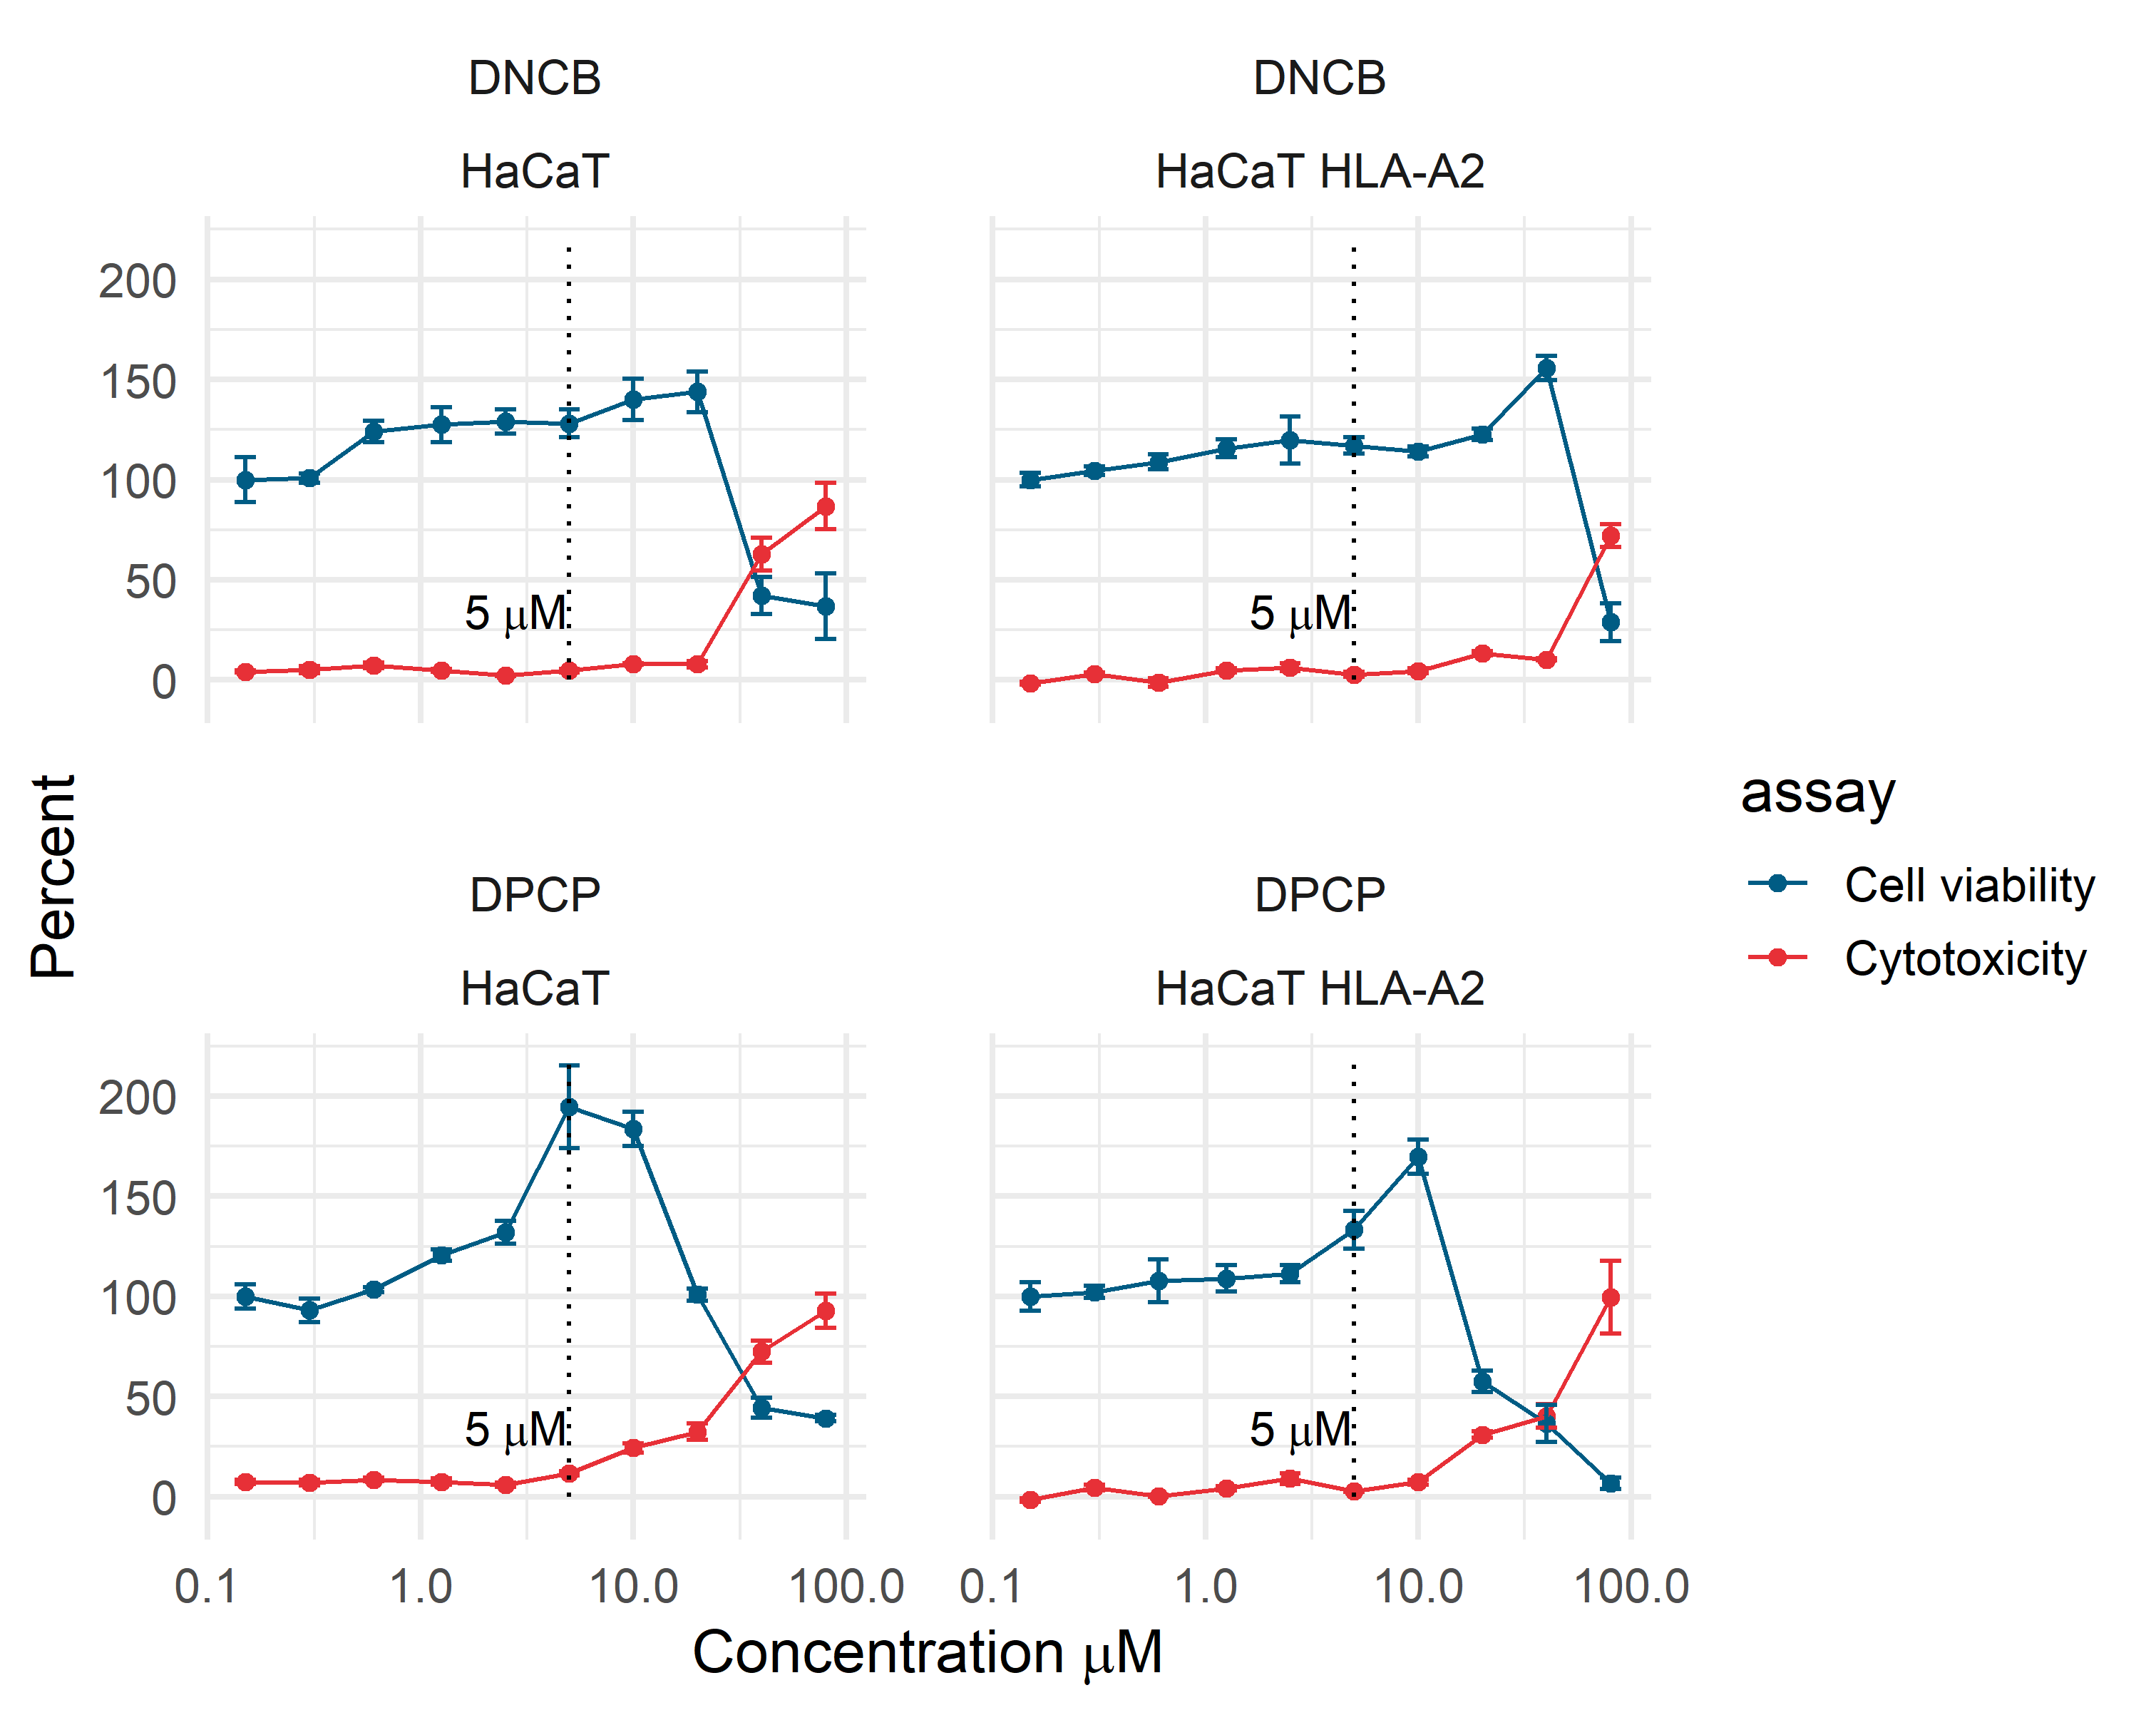 DNCB
DNCB
HaCaT
HaCaT HLA-A2
200
150
100
50
0
5 μM
5 μM
Percent
assay
Cell viability
Cytotoxicity
DPCP
DPCP
HaCaT
HaCaT HLA-A2
200
150
100
50
0
5 μM
5 μM
0.1
1.0
10.0
100.0
0.1
1.0
10.0
100.0
Concentration μM